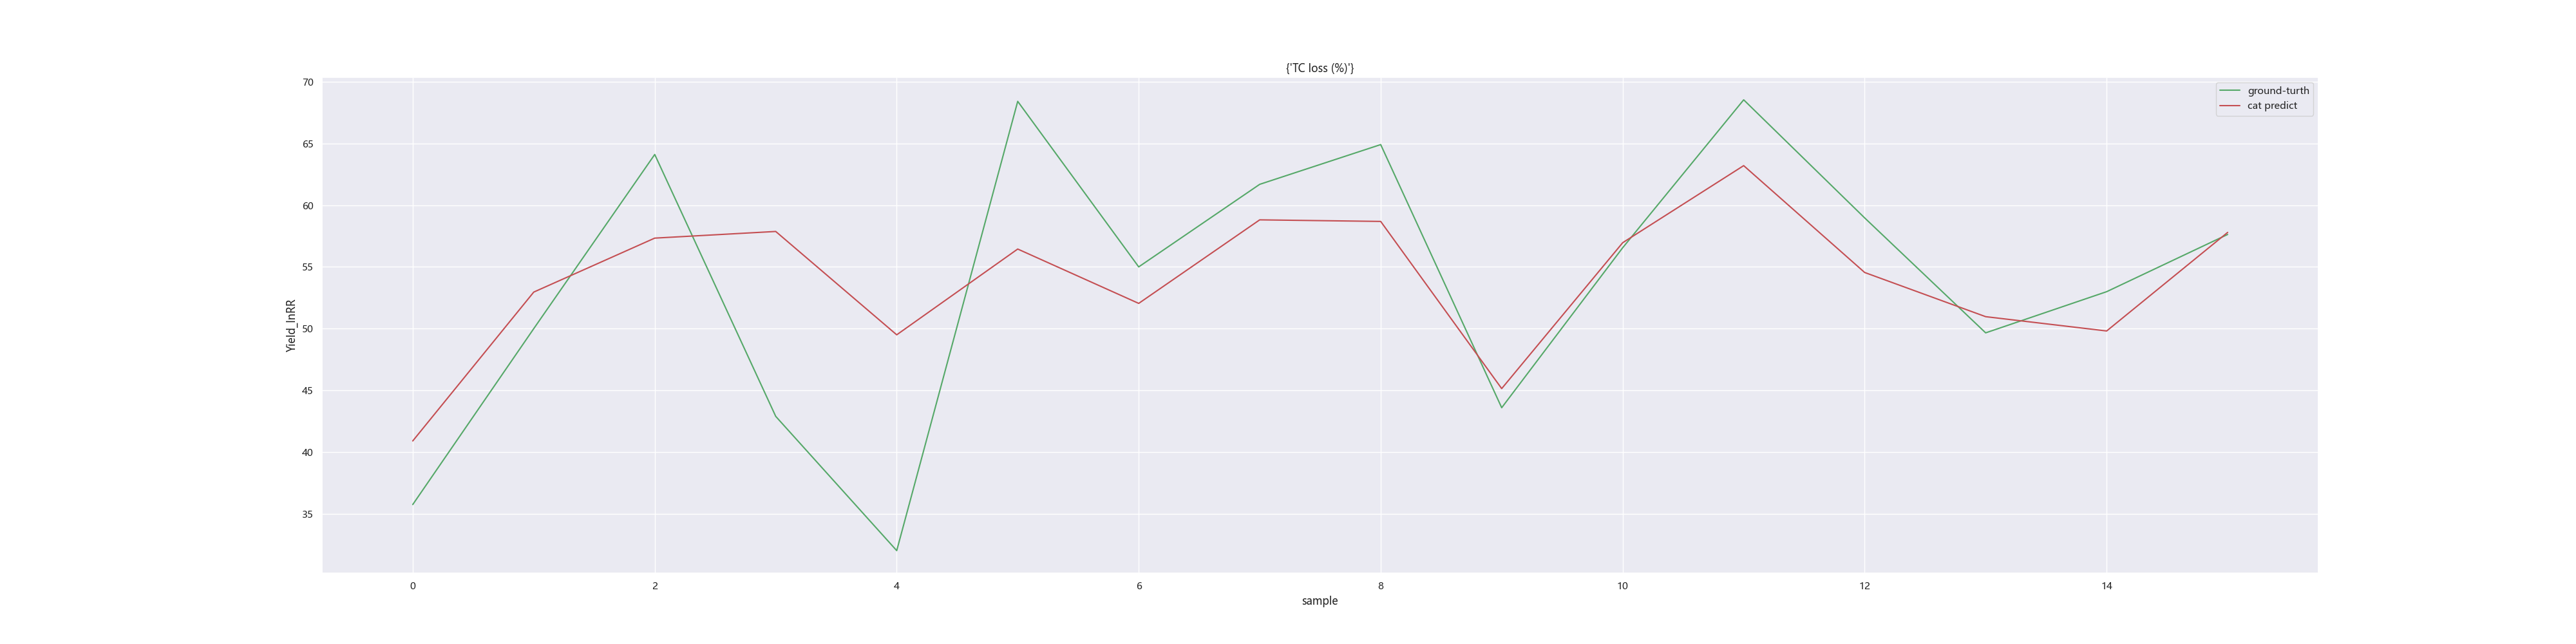 {'TC loss (%)'}
ground-turth
cat predict
70
65
60
55
50
45
40
35
Yield_lnRR
0 2 4 6 8 10 12 14
sample